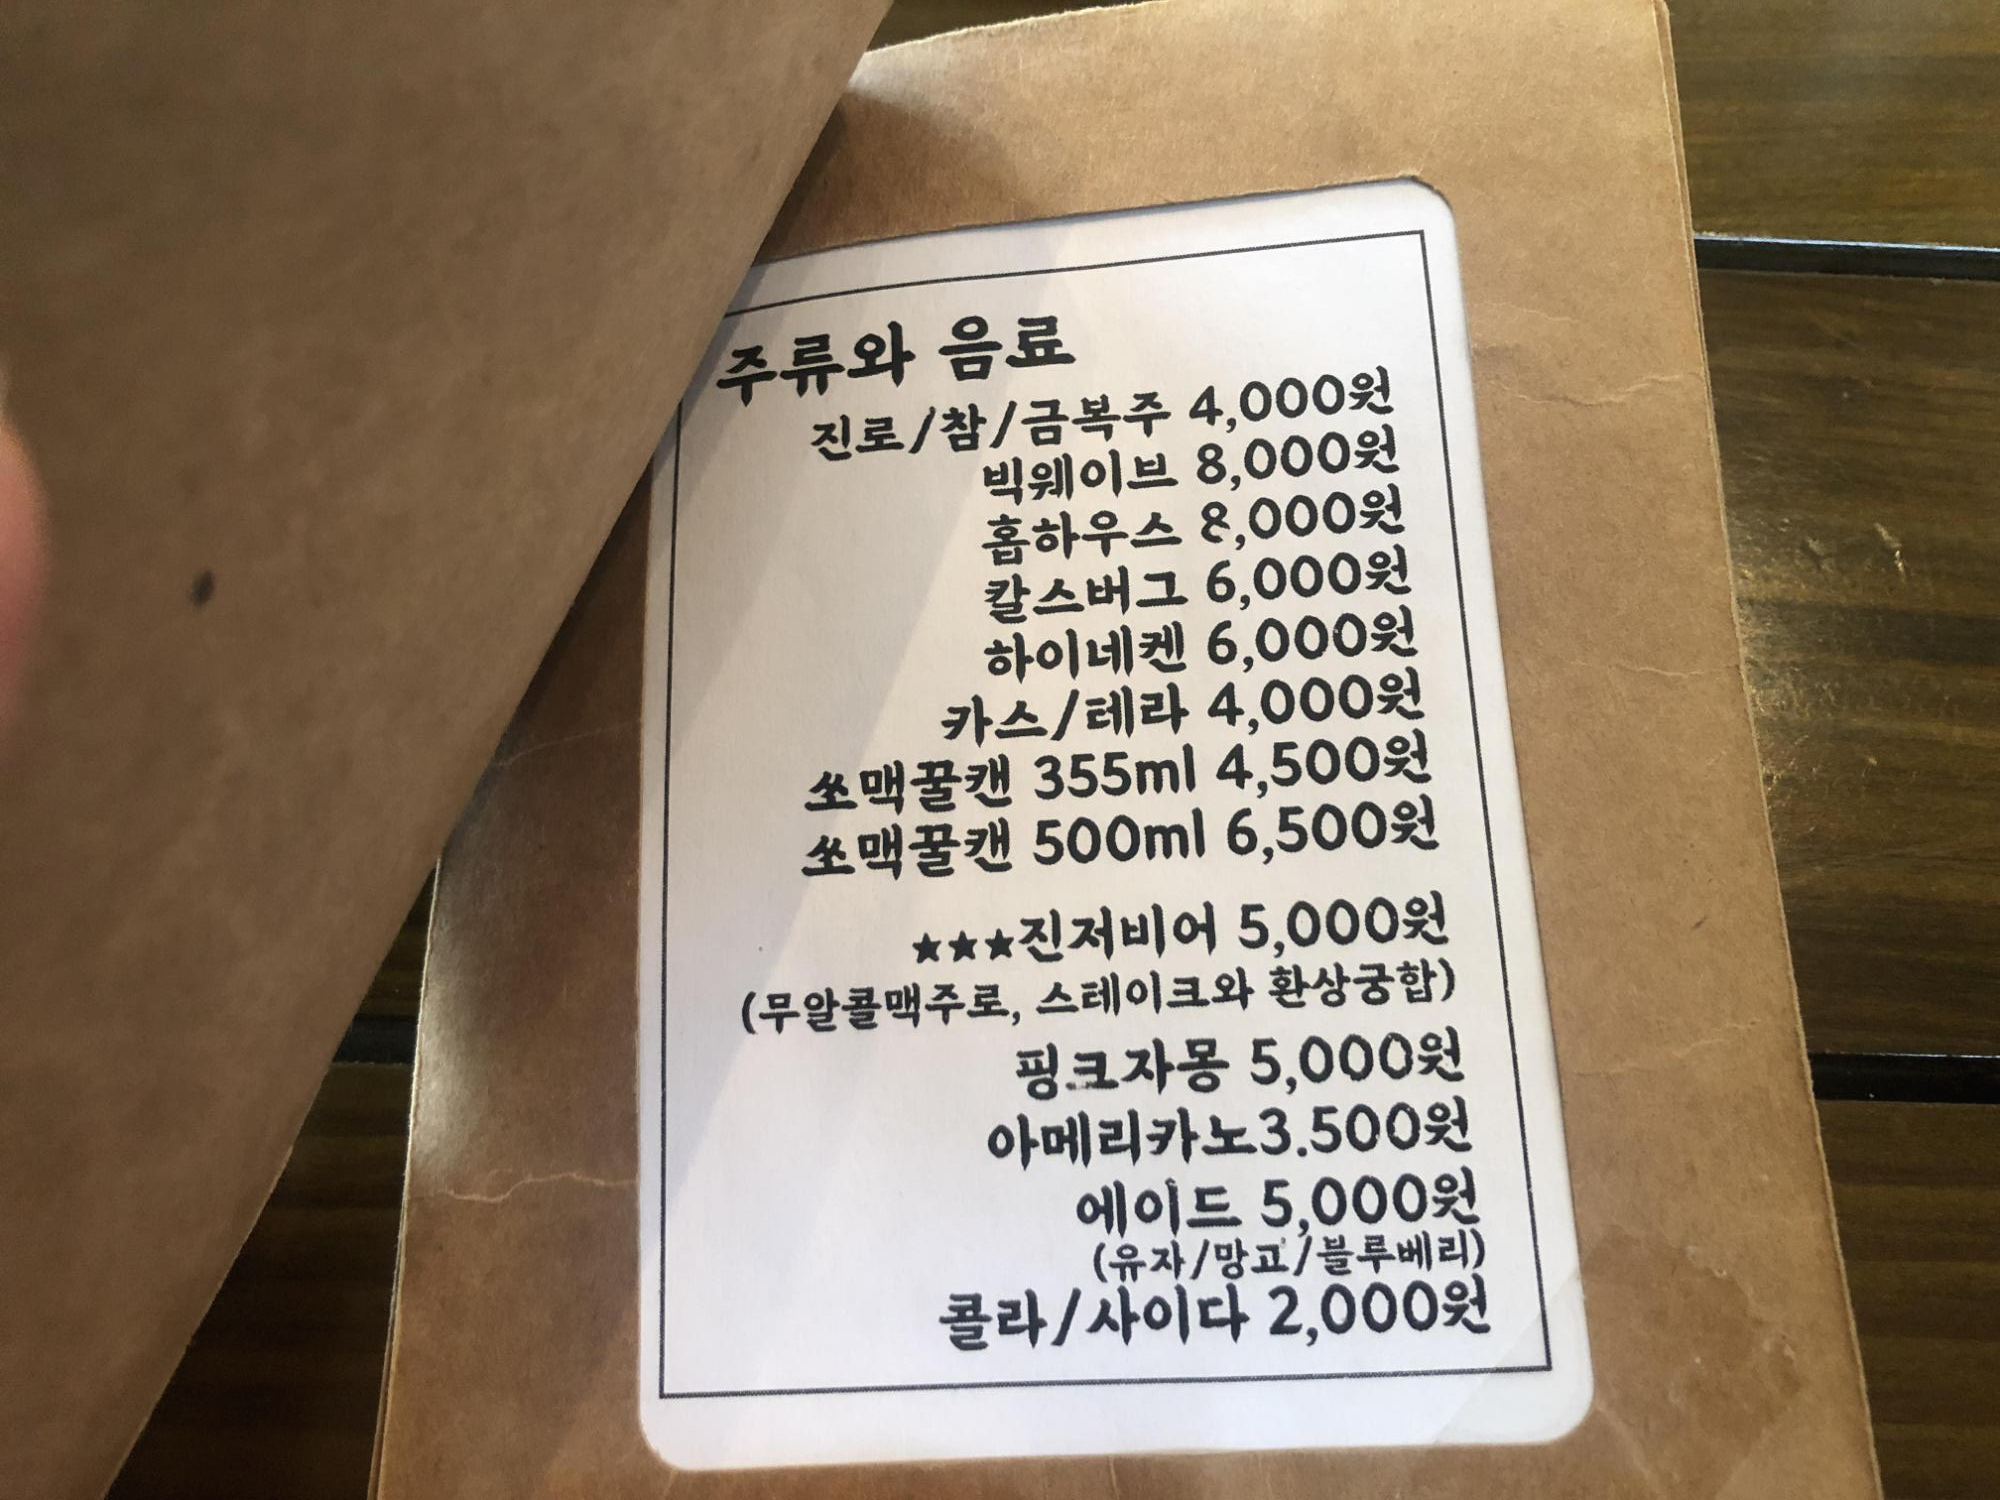 주류와 음료
진로/참/금복주 4,000원
빅웨이브 8,000원
홉하우스 8,000원
칼스버그 6,000원
하이네켄 6,000원
카스/테라 4,000원
쏘맥꿀캔 355ml 4,500원
쏘맥꿀캔 500ml 6,500원
★★★진저비어 5,000원
(무알콜맥주로, 스테이크와 환상궁합)
핑크자몽 5,000원
아메리카노3.500원
에이드 5,000원
(유자/망고/블루베리)
콜라/사이다 2,000원